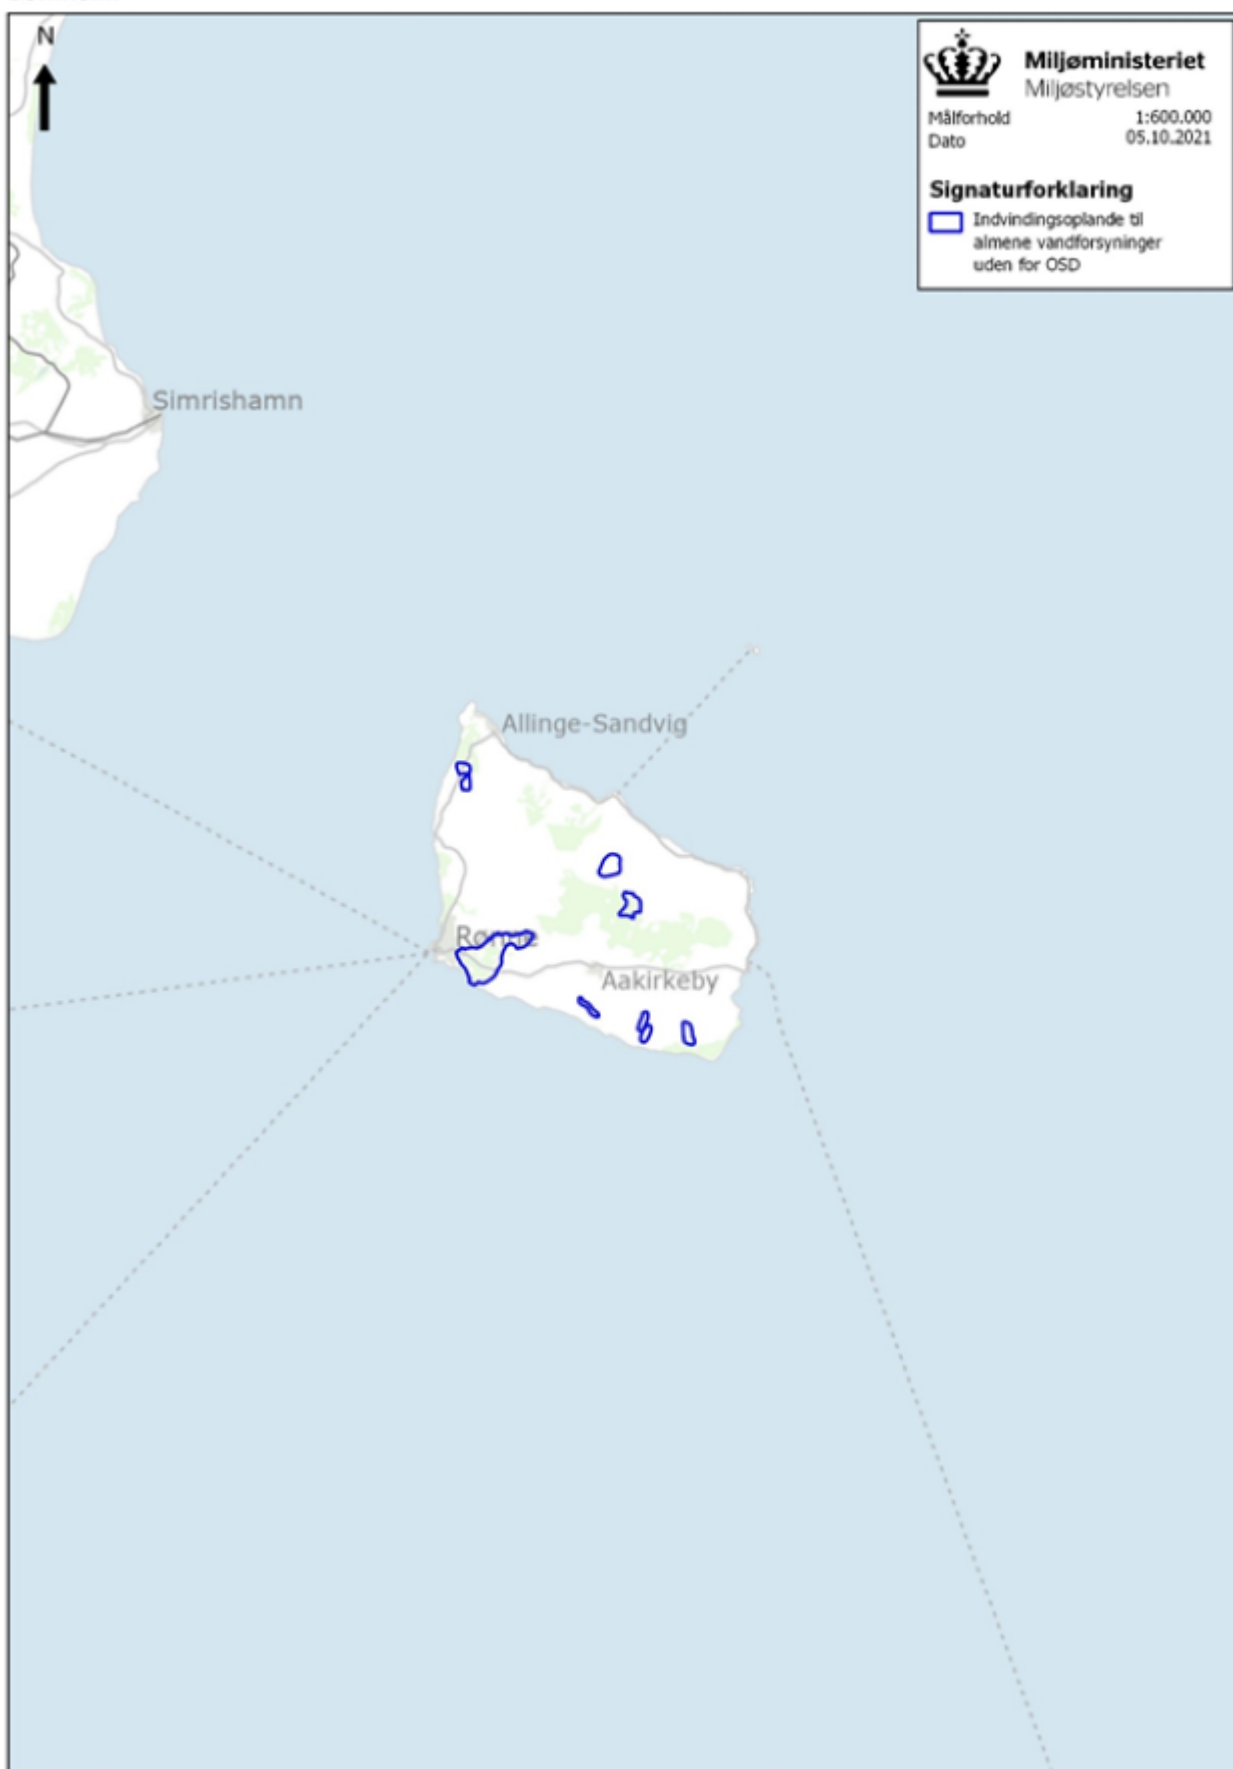 N
Miljøministeriet
Miljøstyrelsen
Målforhold 1:600.000
Dato 05.10.2021
Signaturforklaring
Indvindingsoplande til
almene vandforsyninger
uden for OSD
Simrishamn
Allinge-Sandvig
Rønne
Aakirkeby